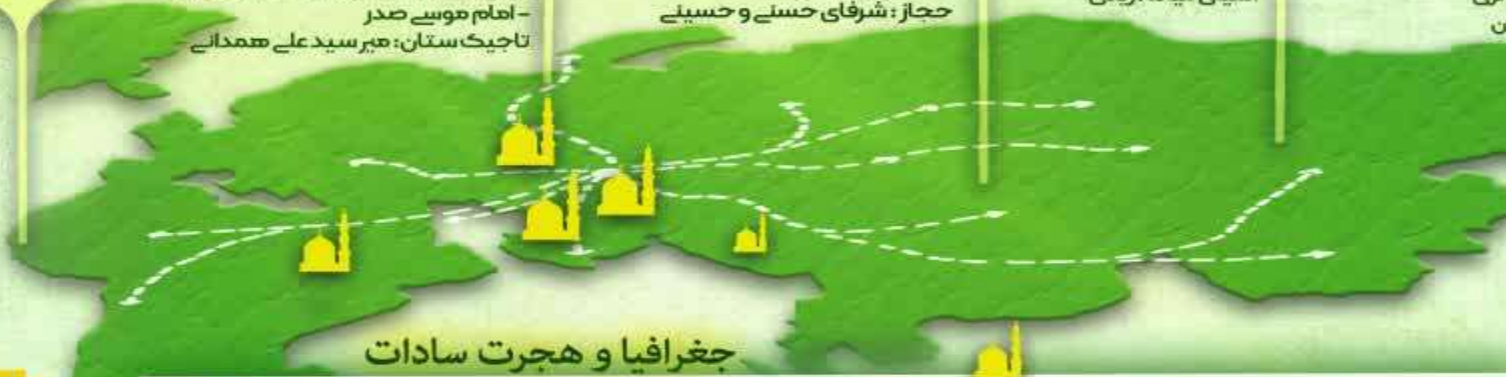 - امام موسی صدر
تاجیکستان: میر سید علی همدانی
حجاز: شرفای حسنی و حسینی
جغرافیا و هجرت سادات